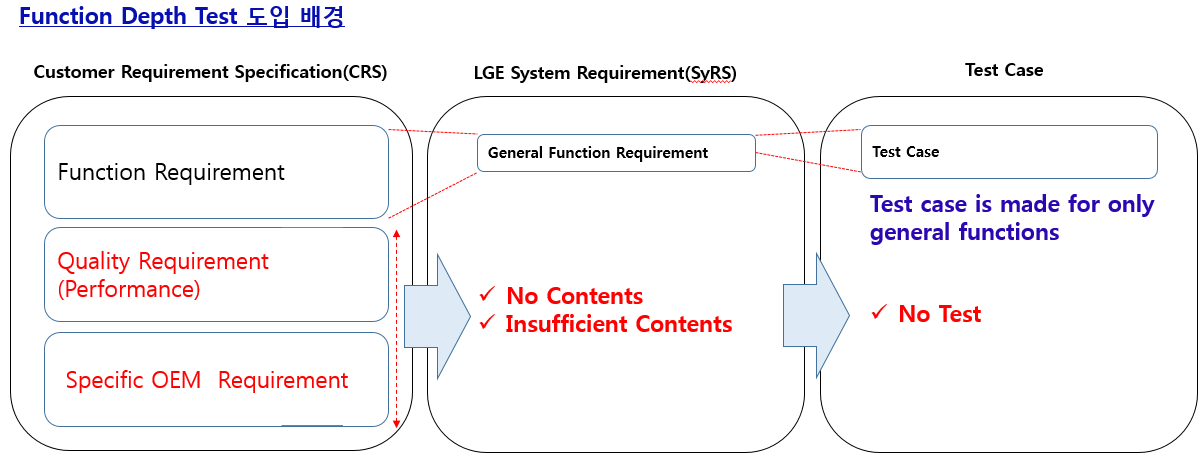 Function Depth Test 도입 배경
Customer Requirement Specification(CRS)
LGE System Requirement(SyRS)
Test Case
Function Requirement
General Function Requirement
Test Case
Test case is made for only
general functions
Quality Requirement
(Performance)
✓ No Contents
✓ Insufficient Contents
✓ No Test
Specific OEM Requirement